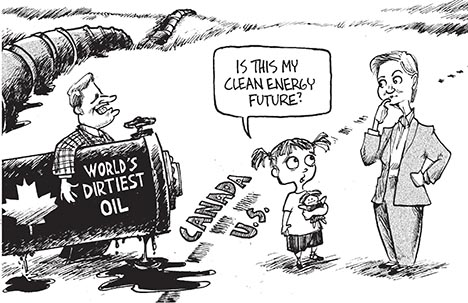 IS THIS MY
CLEAN ENERGY
FUTURE?
WORLD'S
DIRTIEST
OIL
CANADA
U.S.